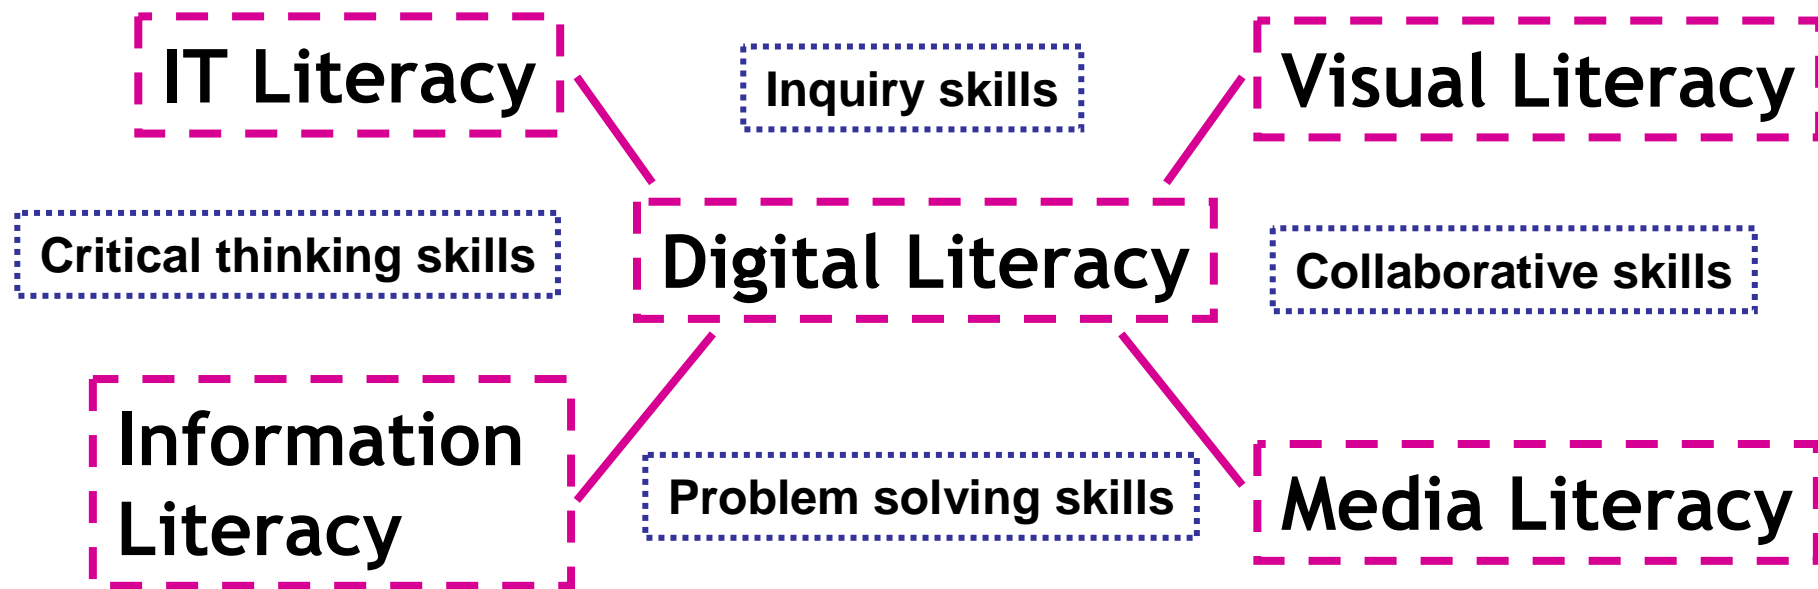 IT Literacy
Inquiry skills
Visual Literacy
Critical thinking skills
Digital Literacy
Collaborative skills
Information
Literacy
Problem solving skills
Media Literacy